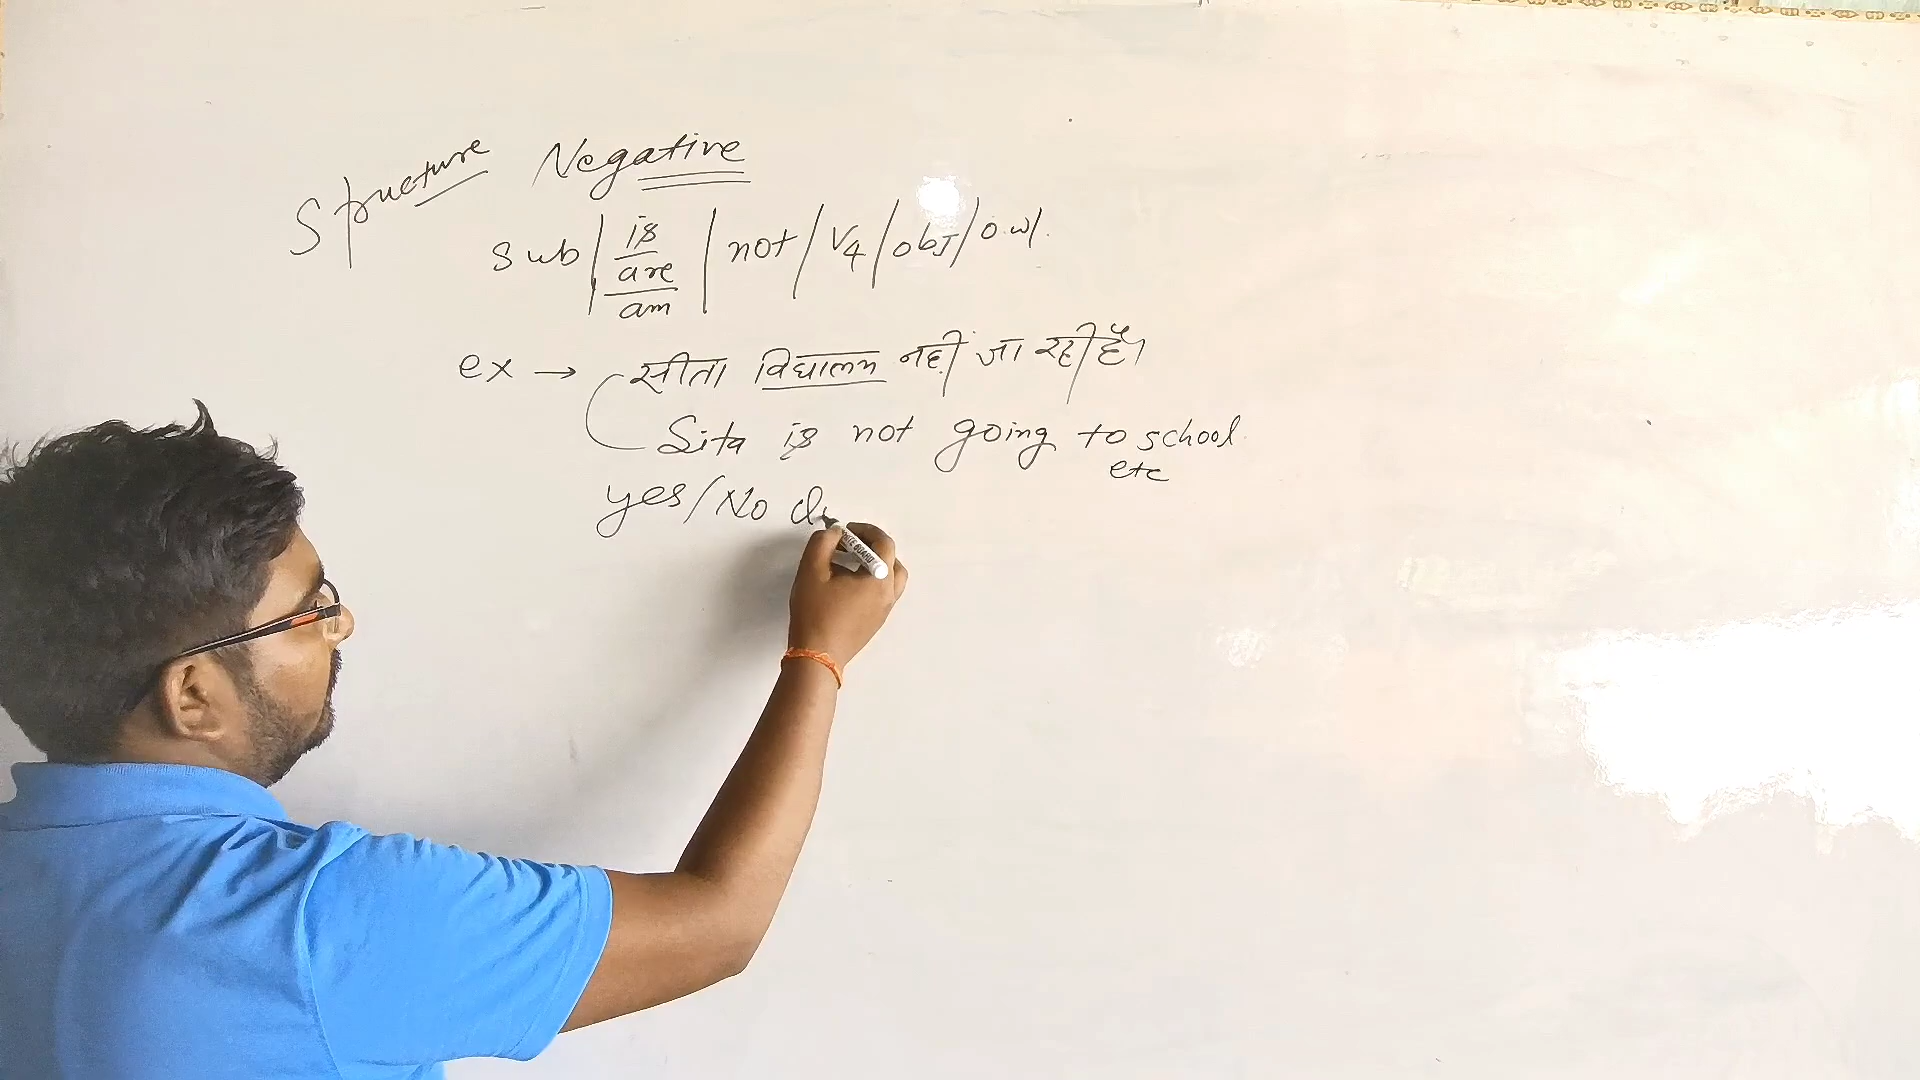 Structure Negative
Sub | is / are / am | not / V4 / obj / o.w/.
ex → सीता विद्यालय नहीं जा रही है।
Sita is not going to school
etc
yes/No